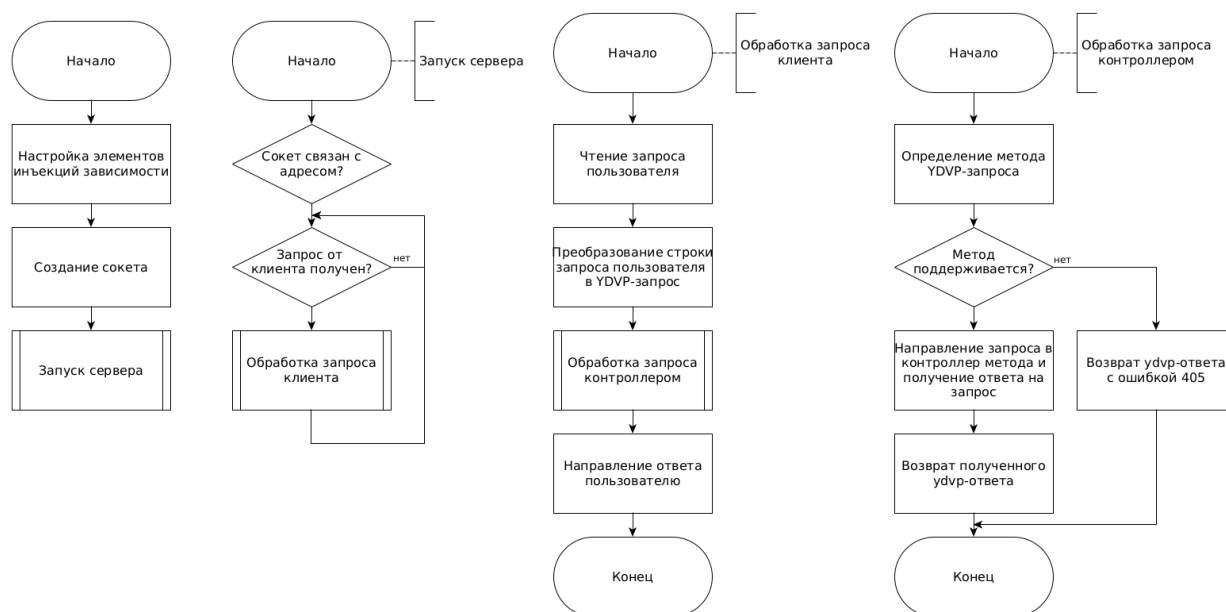 Начало
Настройка элементов
инъекций зависимости
Создание сокета
Запуск сервера
Начало
Запуск сервера
Сокет связан с
адресом?
Запрос от
клиента получен?
нет
Обработка запроса
клиента
Начало
Обработка запроса
клиента
Чтение запроса
пользователя
Преобразование строки
запроса пользователя
в YDVP-запрос
Обработка запроса
контроллером
Направление ответа
пользователю
Конец
Начало
Обработка запроса
контроллером
Определение метода
YDVP-запроса
Метод
поддерживается?
нет
Направление запроса в
контроллер метода и
получение ответа на
запрос
Возврат ydvp-ответа
с ошибкой 405
Возврат полученного
ydvp-ответа
Конец